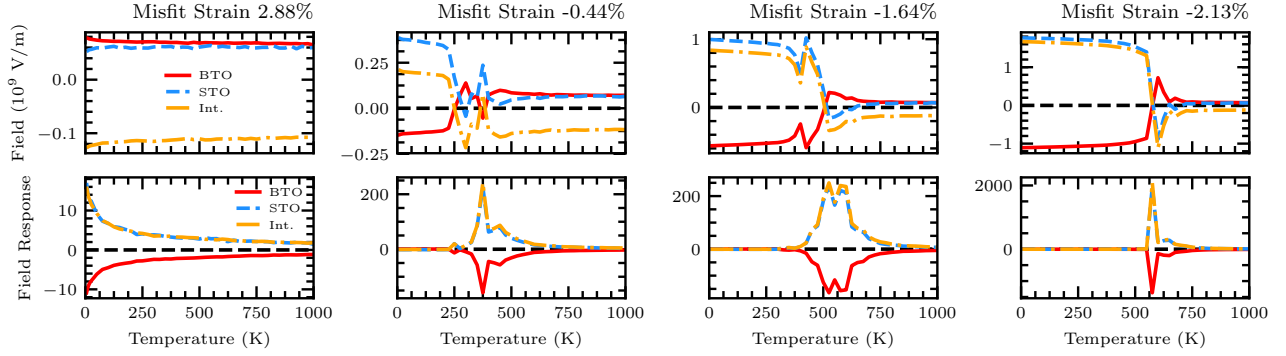 Misfit Strain 2.88%
Misfit Strain -0.44%
Misfit Strain -1.64%
Misfit Strain -2.13%
Field (10⁹ V/m)
0.0
−0.1
BTO
STO
Int.
0.25
0.00
−0.25
1
0
−1
1
0
Field Response
10
0
−10
BTO
STO
Int.
200
0
200
0
2000
0
0 250 500 750 1000
0 250 500 750 1000
0 250 500 750 1000
0 250 500 750 1000
Temperature (K)
Temperature (K)
Temperature (K)
Temperature (K)